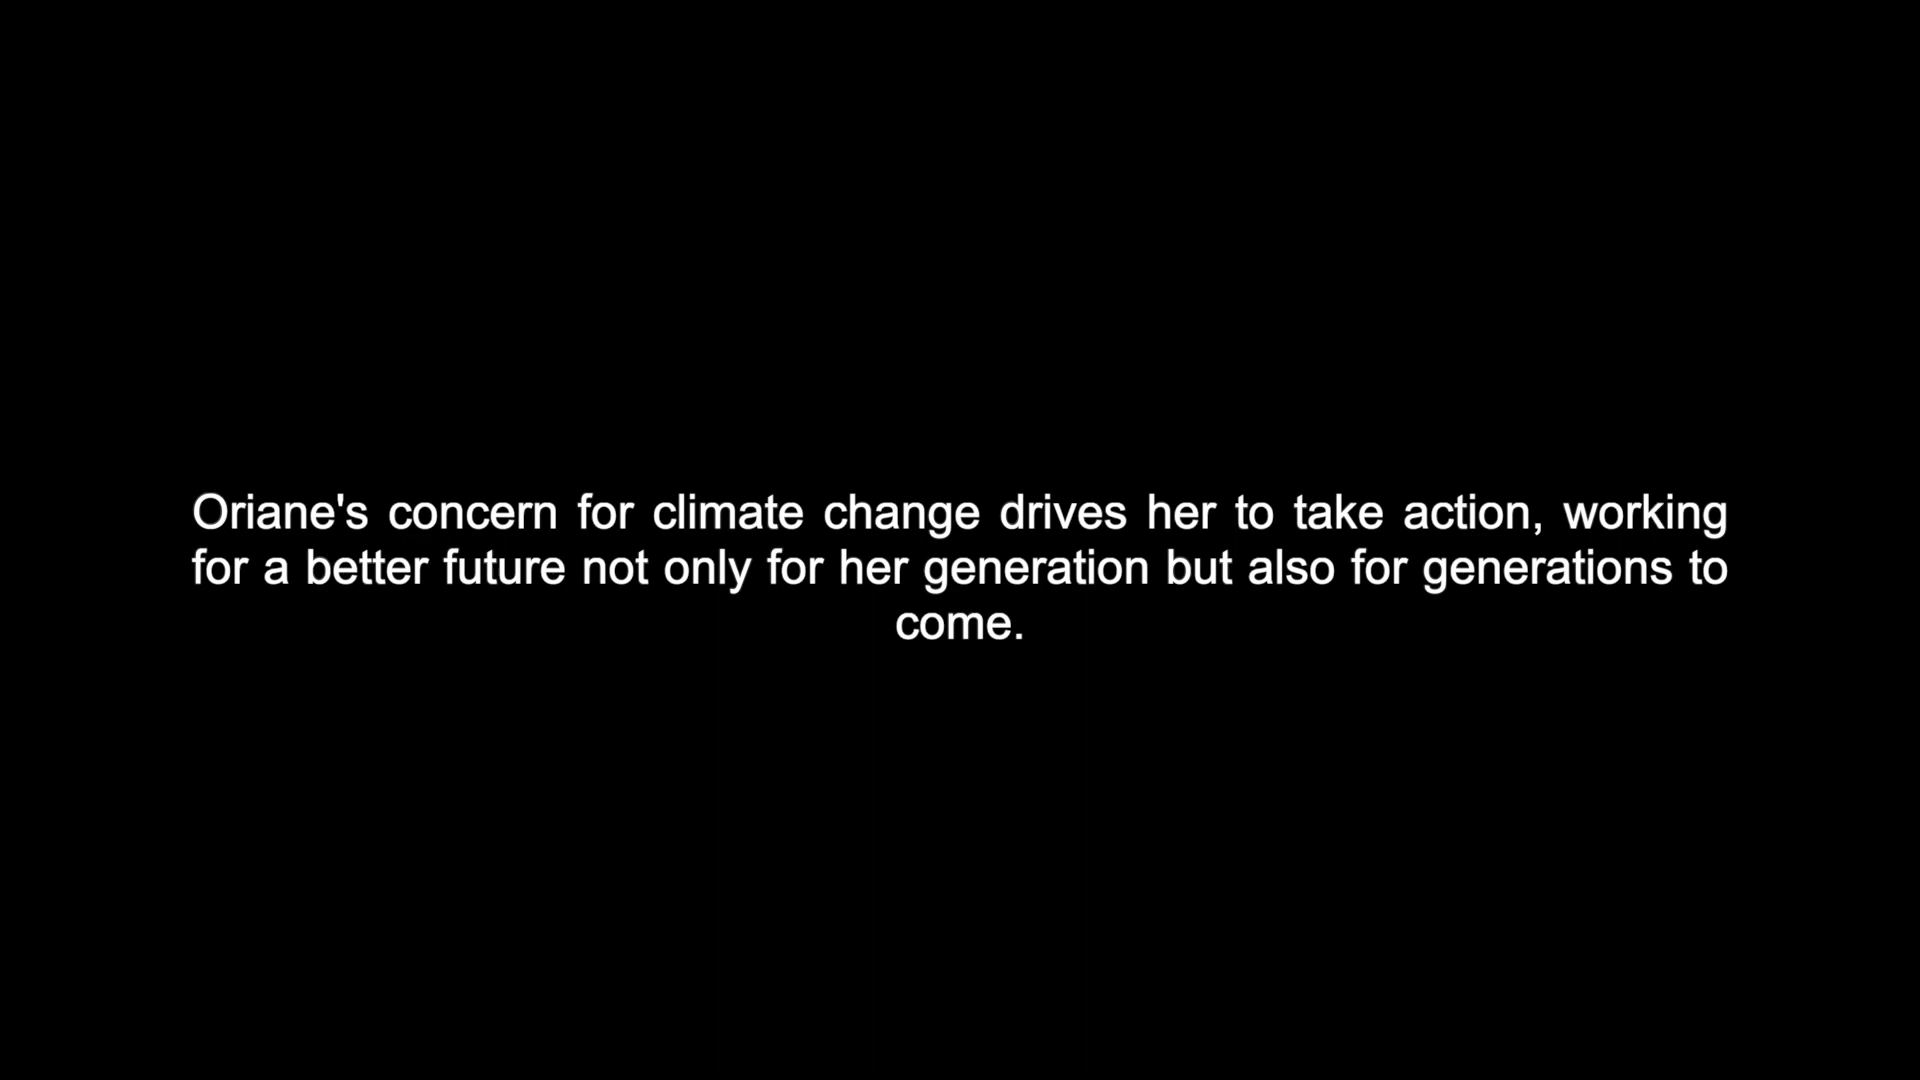 Oriane's concern for climate change drives her to take action, working
for a better future not only for her generation but also for generations to
come.